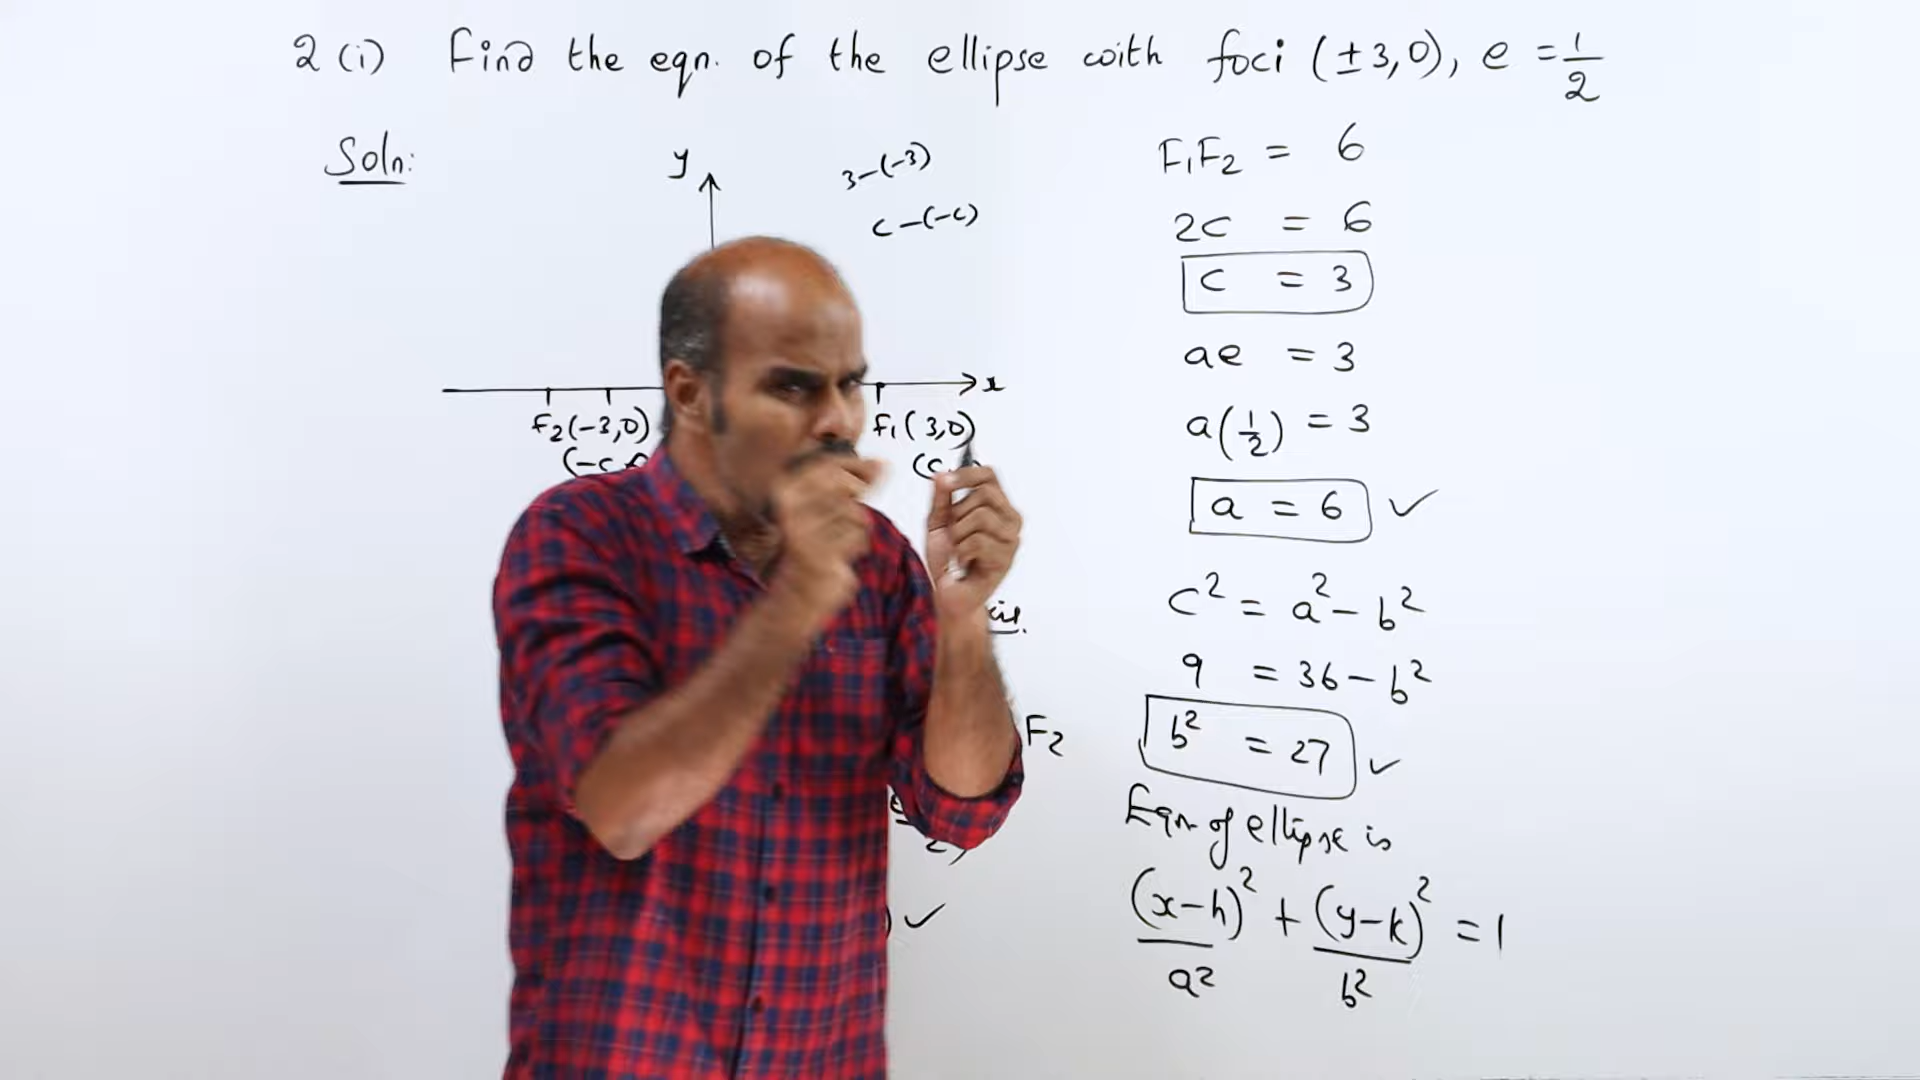 2 (i) Find the eqn. of the ellipse with foci (±3,0), e = 1/2
Soln:
y
3-(-3)
c-(-c)
x
F₂(-3,0)
F₁(3,0)
(-c
(c
F₂
✓
F₁F₂ = 6
2c = 6
c = 3
ae = 3
a(1/2) = 3
a = 6 ✓
c² = a² - b²
9 = 36 - b²
b² = 27 ✓
Eqn. of ellipse is
(x-h)²/a² + (y-k)²/b² = 1